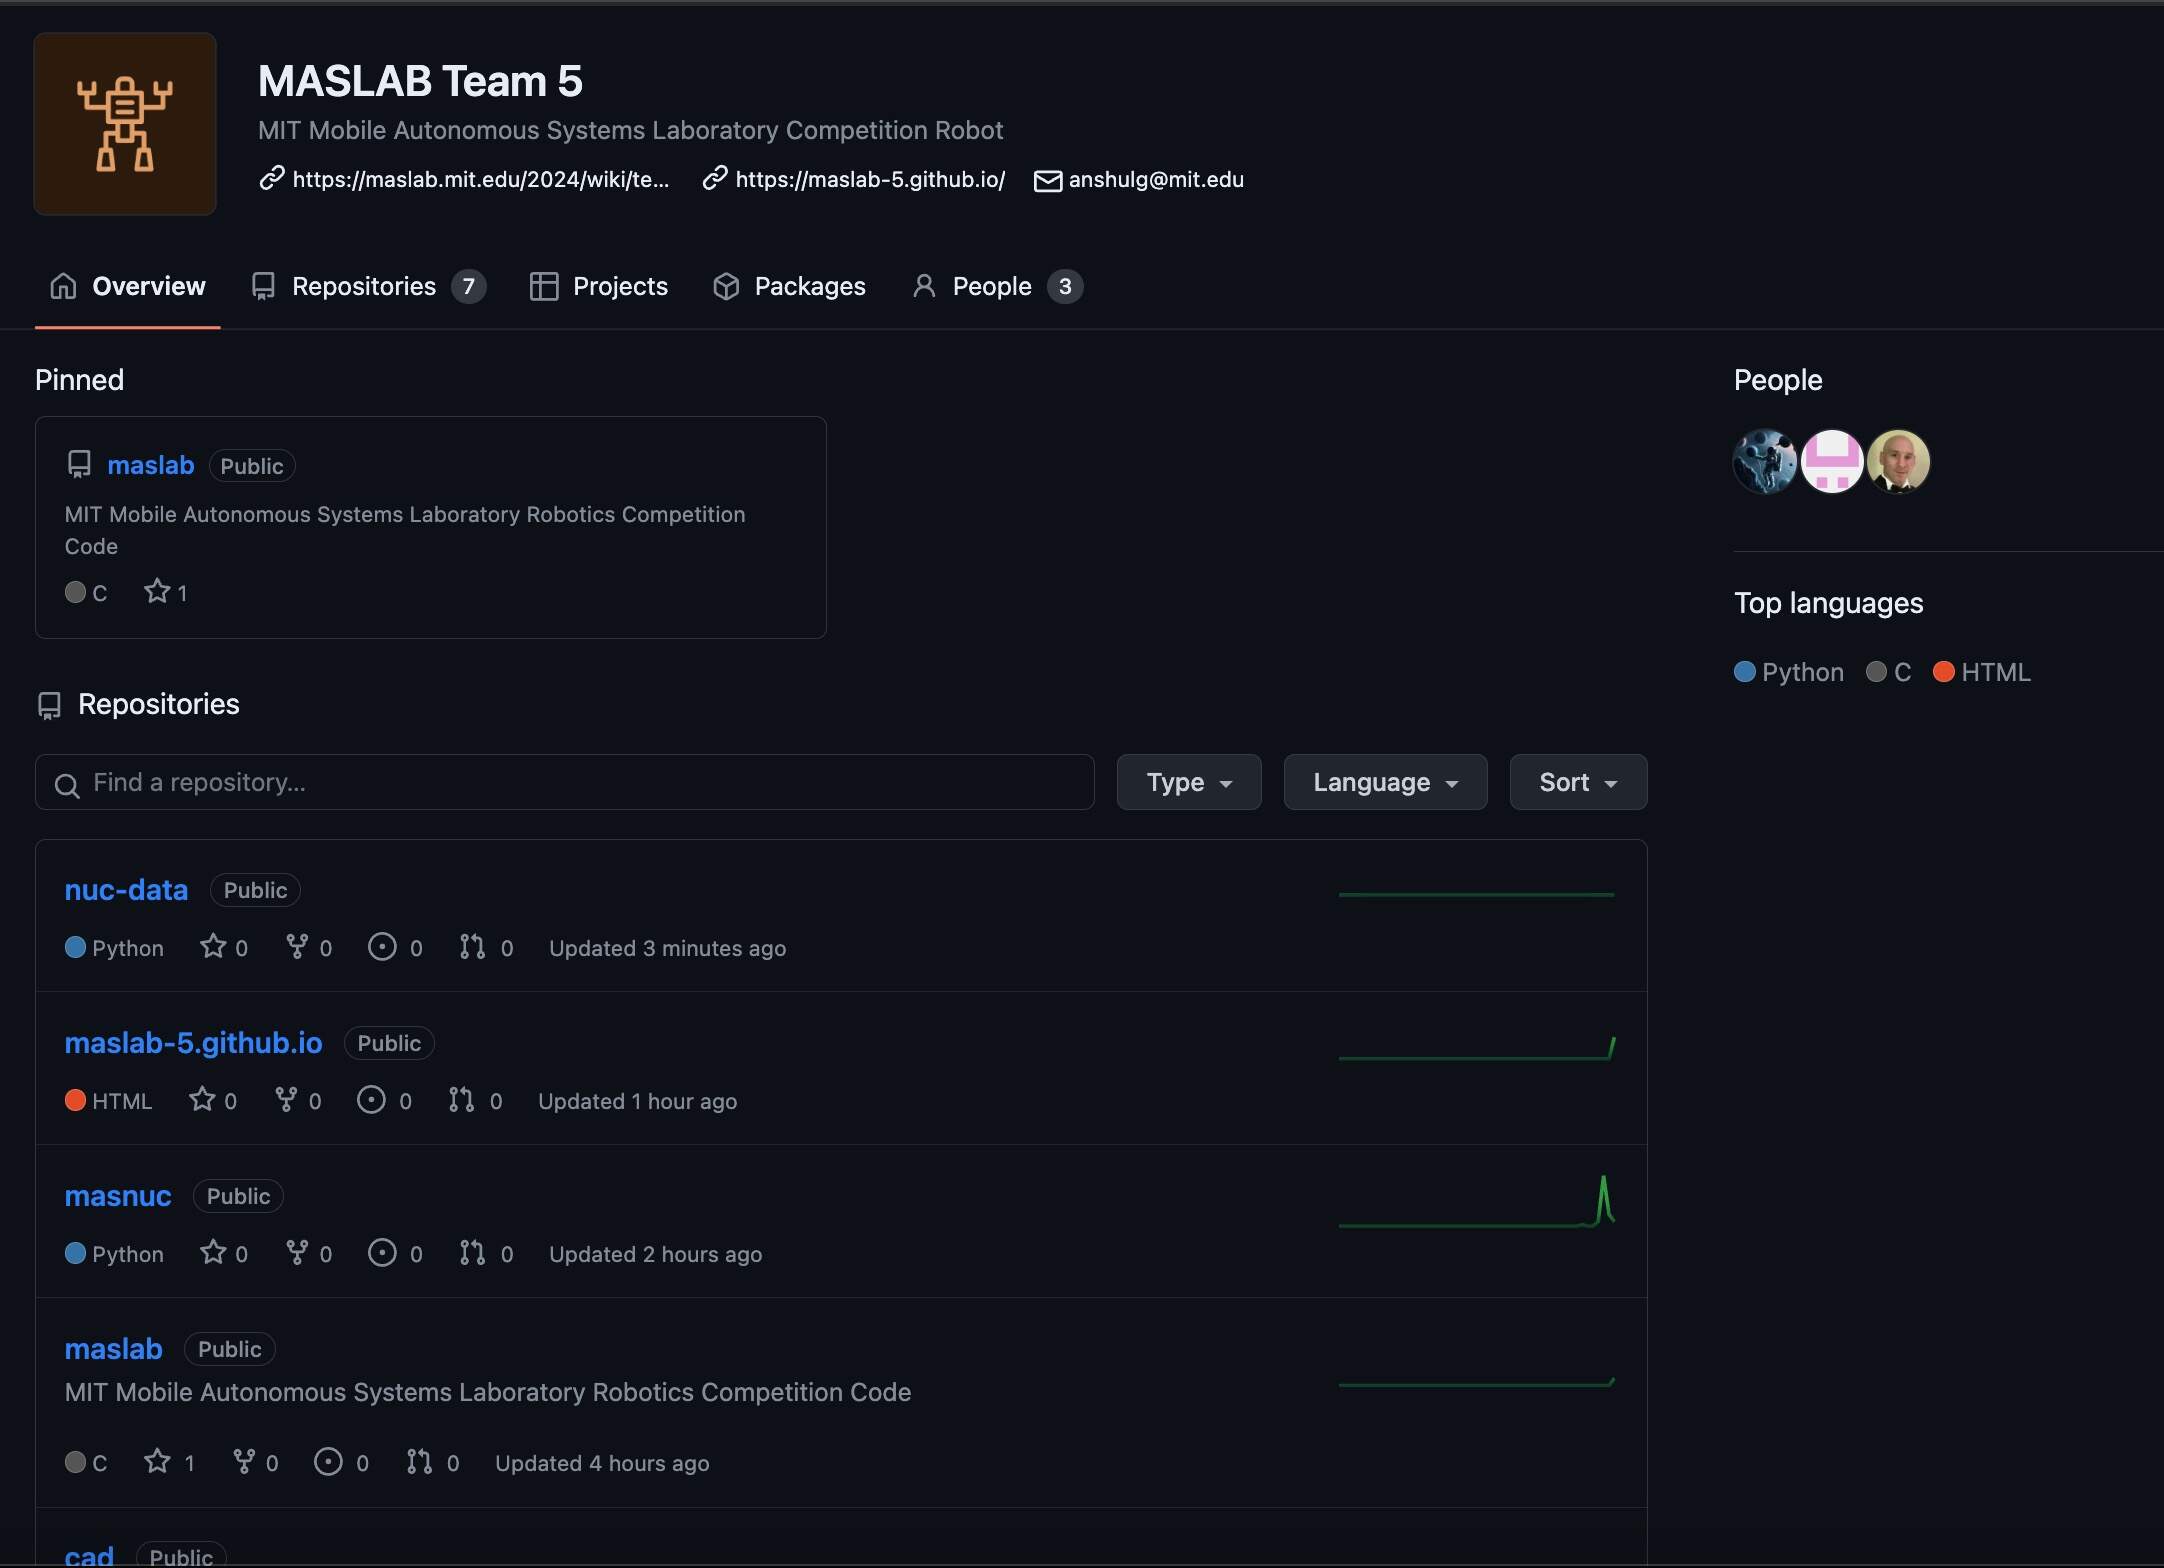 MASLAB Team 5
MIT Mobile Autonomous Systems Laboratory Competition Robot
https://maslab.mit.edu/2024/wiki/te... https://maslab-5.github.io/ anshulg@mit.edu
Overview Repositories 7 Projects Packages People 3
Pinned
maslab Public
MIT Mobile Autonomous Systems Laboratory Robotics Competition
Code
C 1
People
Top languages
Python C HTML
Repositories
Find a repository... Type Language Sort
nuc-data Public
Python 0 0 0 0 Updated 3 minutes ago
maslab-5.github.io Public
HTML 0 0 0 0 Updated 1 hour ago
masnuc Public
Python 0 0 0 0 Updated 2 hours ago
maslab Public
MIT Mobile Autonomous Systems Laboratory Robotics Competition Code
C 1 0 0 0 Updated 4 hours ago
cad Public